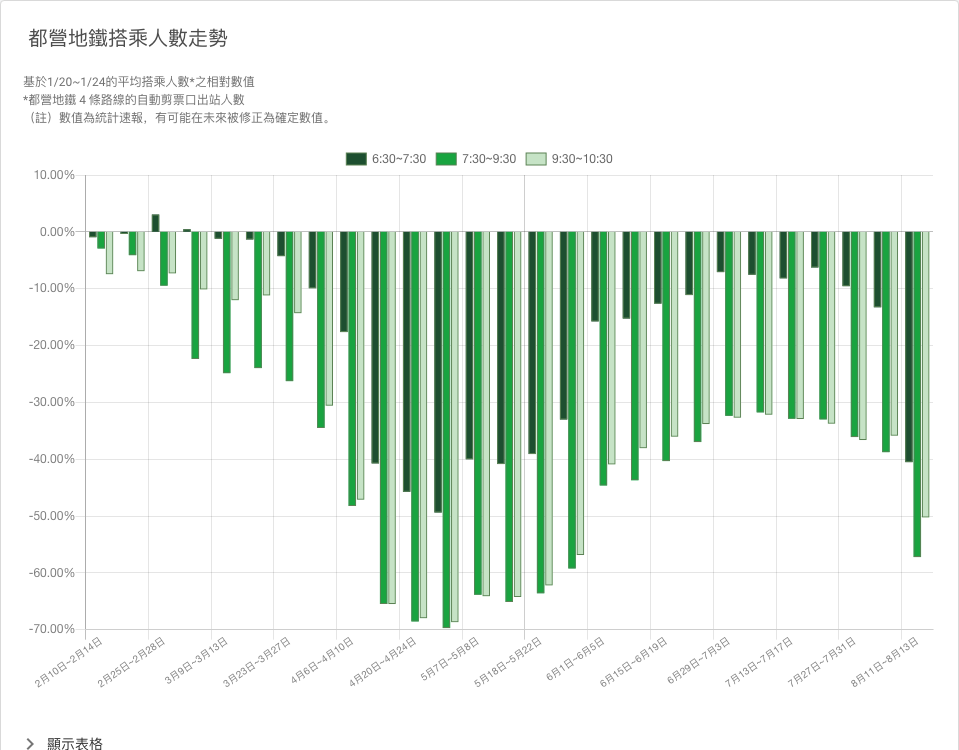 都營地鐵搭乘人數走勢
基於1/20~1/24的平均搭乘人數*之相對數值
*都營地鐵 4 條路線的自動剪票口出站人數
（註）數值為統計速報，有可能在未來被修正為確定數值。
6:30~7:30 7:30~9:30 9:30~10:30
10.00%
0.00%
-10.00%
-20.00%
-30.00%
-40.00%
-50.00%
-60.00%
-70.00%
2月10日~2月14日
2月25日~2月28日
3月9日~3月13日
3月23日~3月27日
4月6日~4月10日
4月20日~4月24日
5月7日~5月8日
5月18日~5月22日
6月1日~6月5日
6月15日~6月19日
6月29日~7月3日
7月13日~7月17日
7月27日~7月31日
8月11日~8月13日
顯示表格